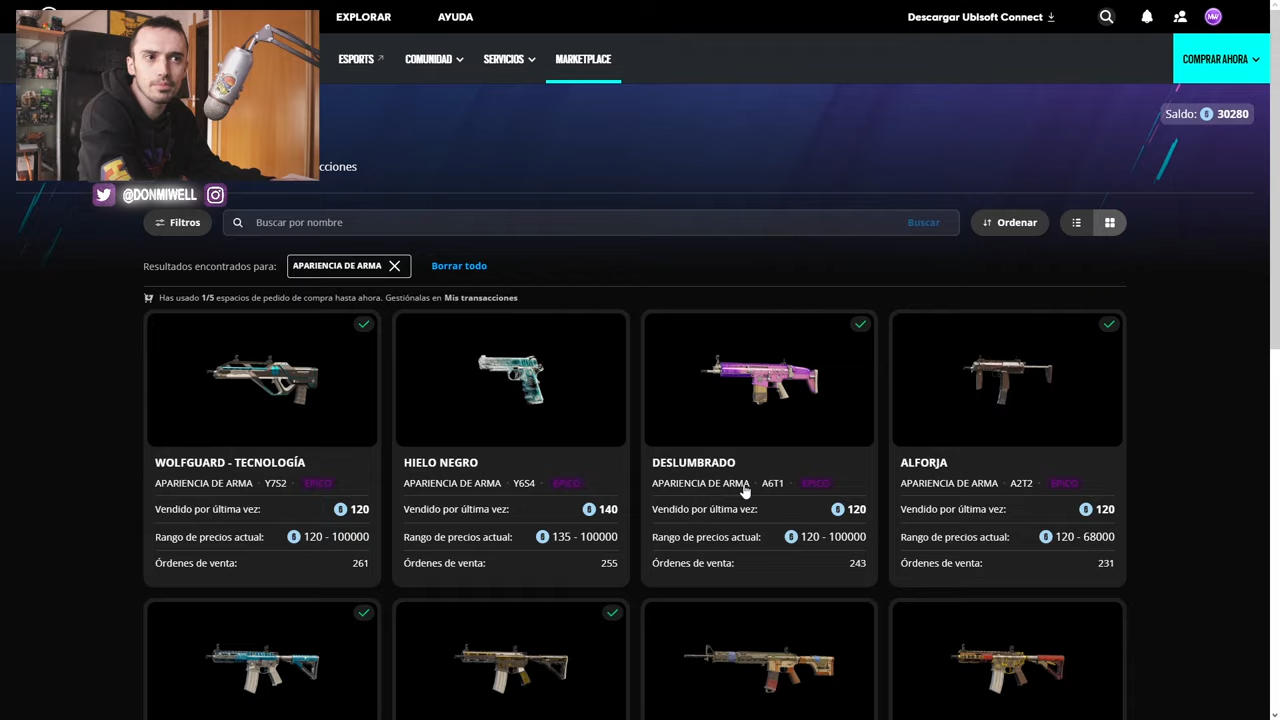 EXPLORAR AYUDA Descargar Ubisoft Connect MW
ESPORTS COMUNIDAD SERVICIOS MARKETPLACE COMPRAR AHORA
Saldo: 30280
cciones
@DONMIWELL
Filtros Buscar por nombre Buscar Ordenar
Resultados encontrados para: APARIENCIA DE ARMA Borrar todo
Has usado 1/5 espacios de pedido de compra hasta ahora. Gestiónalas en Mis transacciones
WOLFGUARD - TECNOLOGÍA
APARIENCIA DE ARMA · Y7S2 · EPICO
Vendido por última vez: 120
Rango de precios actual: 120 - 100000
Órdenes de venta: 261
HIELO NEGRO
APARIENCIA DE ARMA · Y6S4 · EPICO
Vendido por última vez: 140
Rango de precios actual: 135 - 100000
Órdenes de venta: 255
DESLUMBRADO
APARIENCIA DE ARMA · A6T1 · EPICO
Vendido por última vez: 120
Rango de precios actual: 120 - 100000
Órdenes de venta: 243
ALFORJA
APARIENCIA DE ARMA · A2T2 · EPICO
Vendido por última vez: 120
Rango de precios actual: 120 - 68000
Órdenes de venta: 231